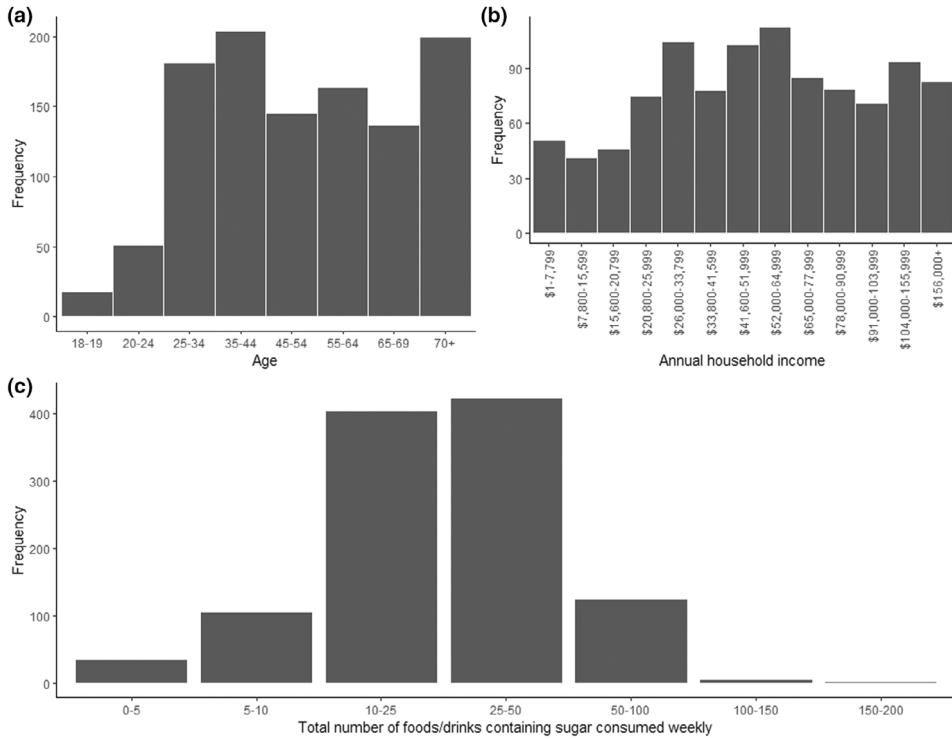 (a)
200
150
100
50
0
Frequency
18-19 20-24 25-34 35-44 45-54 55-64 65-69 70+
Age
(b)
90
60
30
0
Frequency
$1-7,799
$7,800-15,599
$15,600-20,799
$20,800-25,999
$26,000-33,799
$33,800-41,599
$41,600-51,999
$52,000-64,999
$65,000-77,999
$78,000-90,999
$91,000-103,999
$104,000-155,999
$156,000+
Annual household income
(c)
400
300
200
100
0
Frequency
0-5 5-10 10-25 25-50 50-100 100-150 150-200
Total number of foods/drinks containing sugar consumed weekly